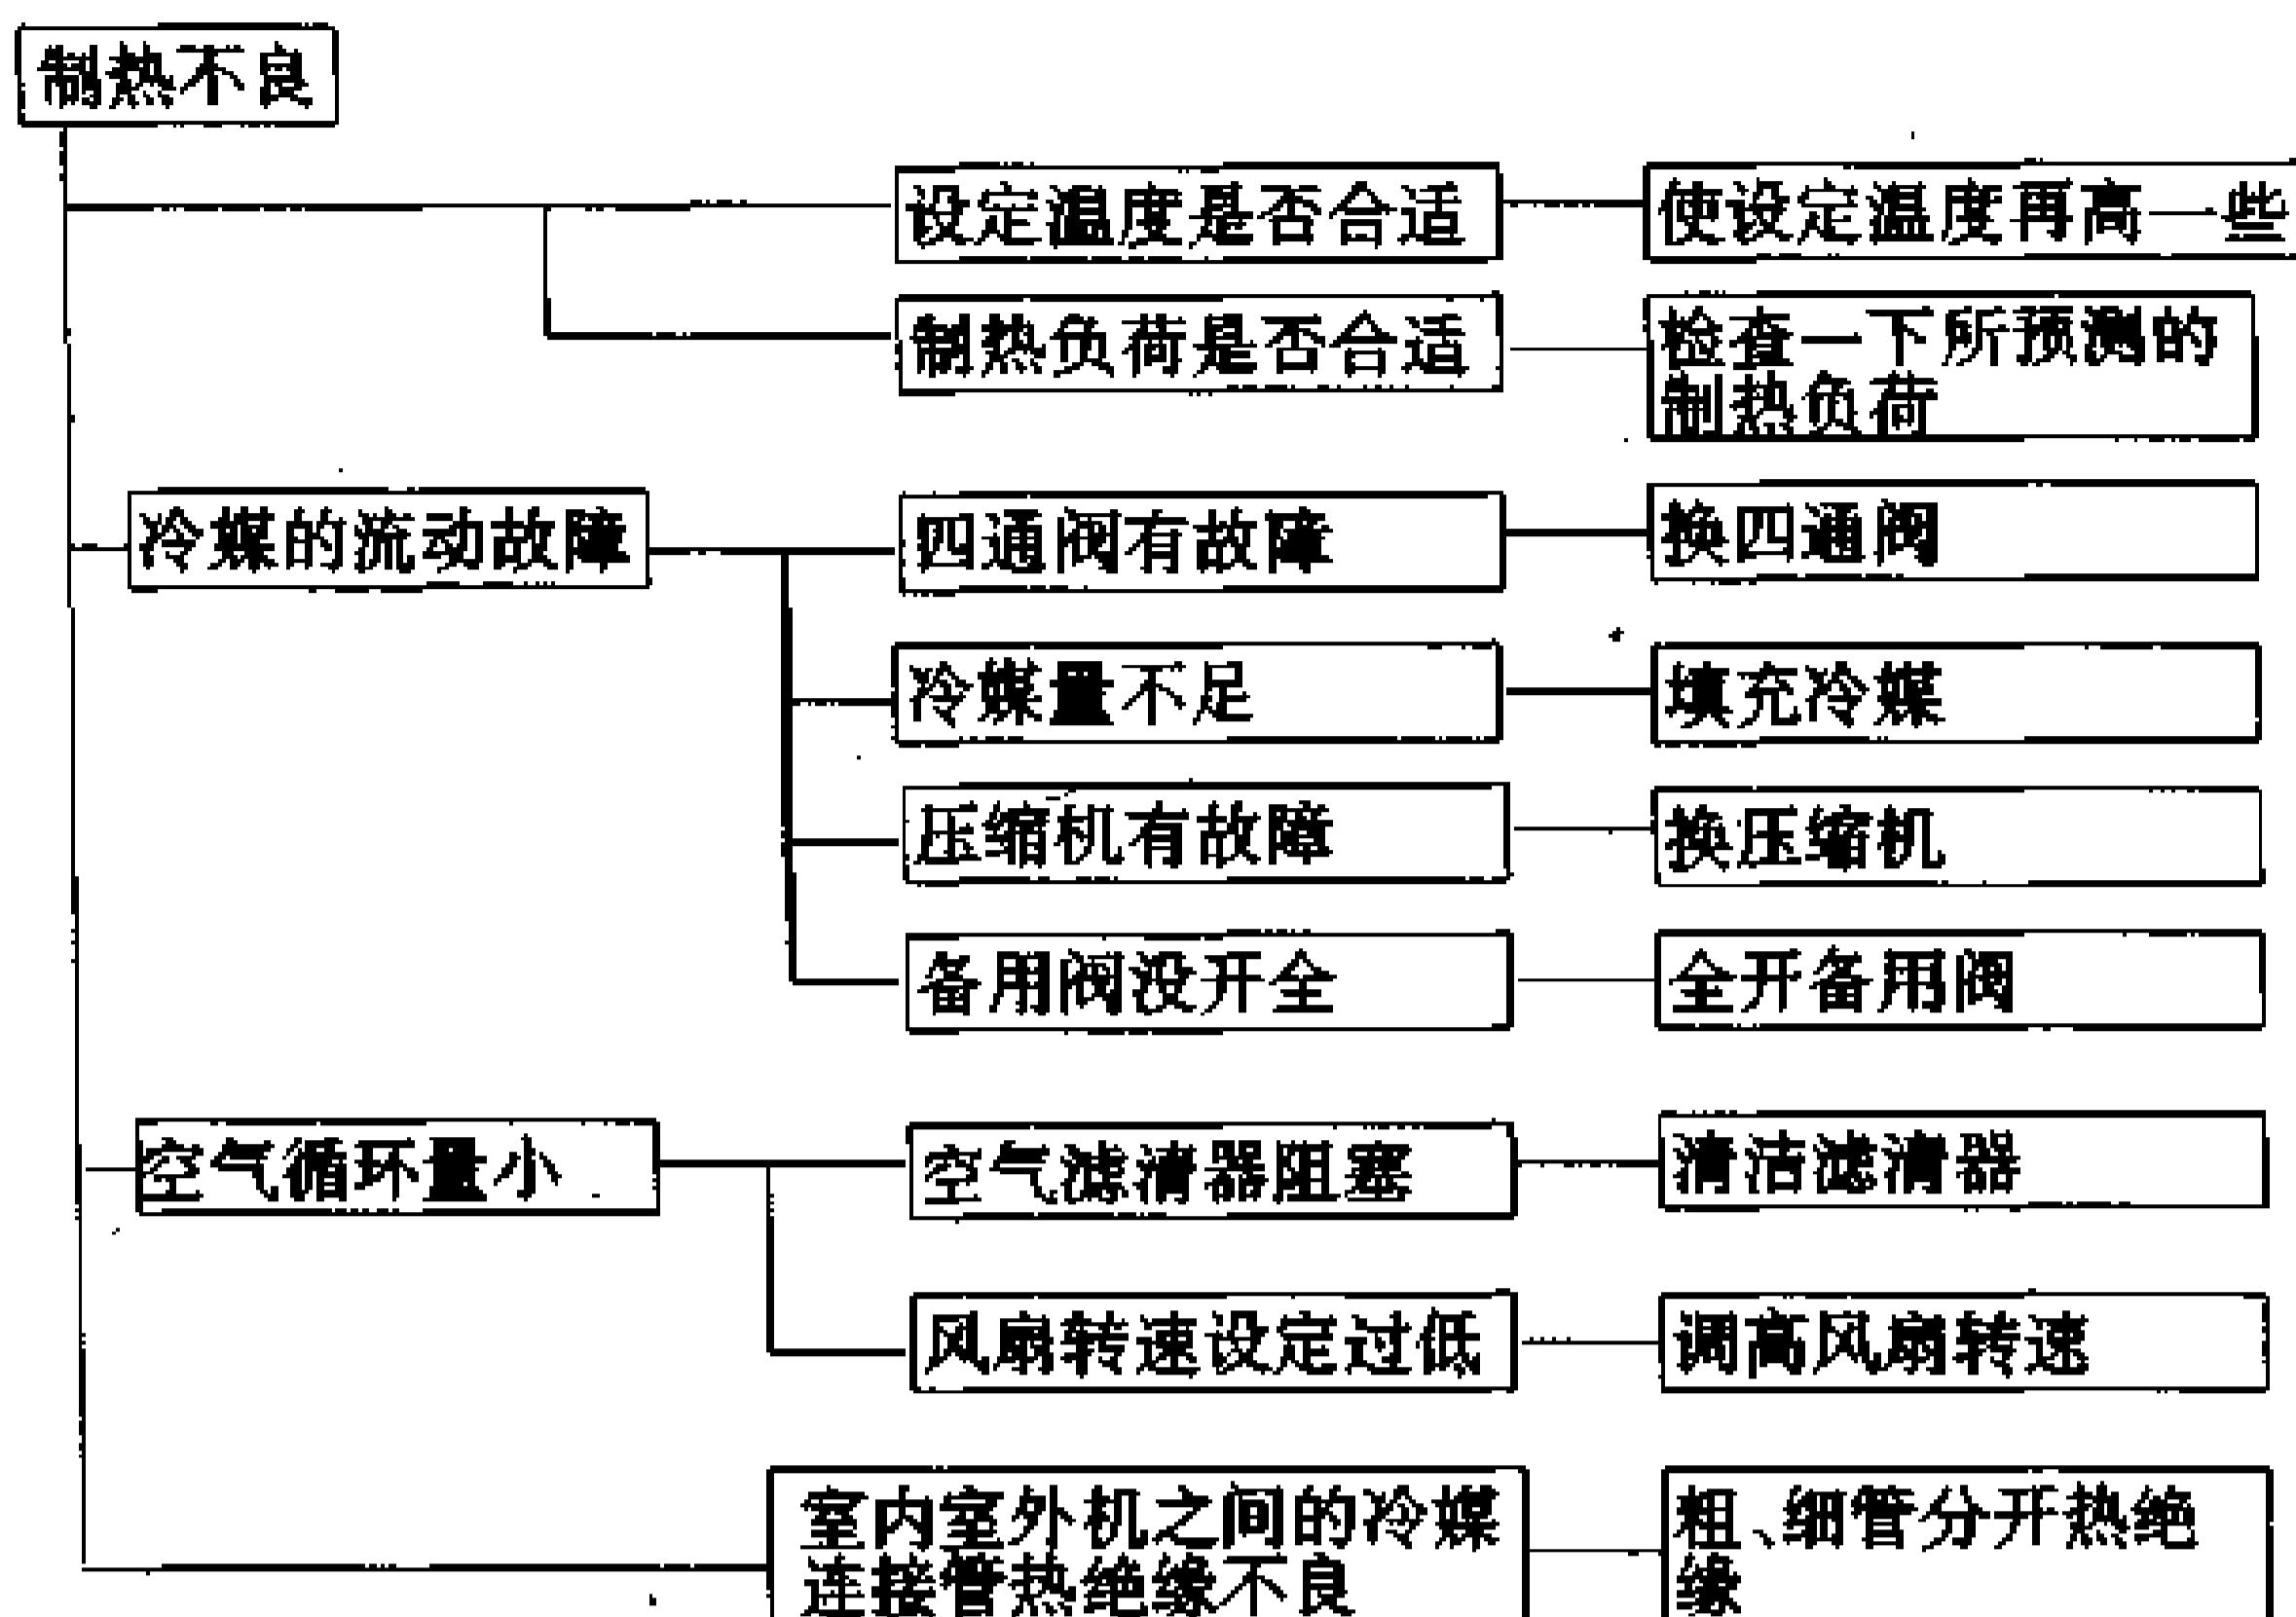 制热不良
设定温度是否合适
使设定温度再高一些
制热负荷是否合适
检查一下所预测的
制热负荷
冷媒的流动故障
四通阀有故障
换四通阀
冷媒量不足
填充冷媒
压缩机有故障
换压缩机
备用阀没开全
全开备用阀
空气循环量小
空气滤清器阻塞
清洁滤清器
风扇转速设定过低
调高风扇转速
室内室外机之间的冷媒
连接管热绝缘不良
粗、细管分开热绝
缘